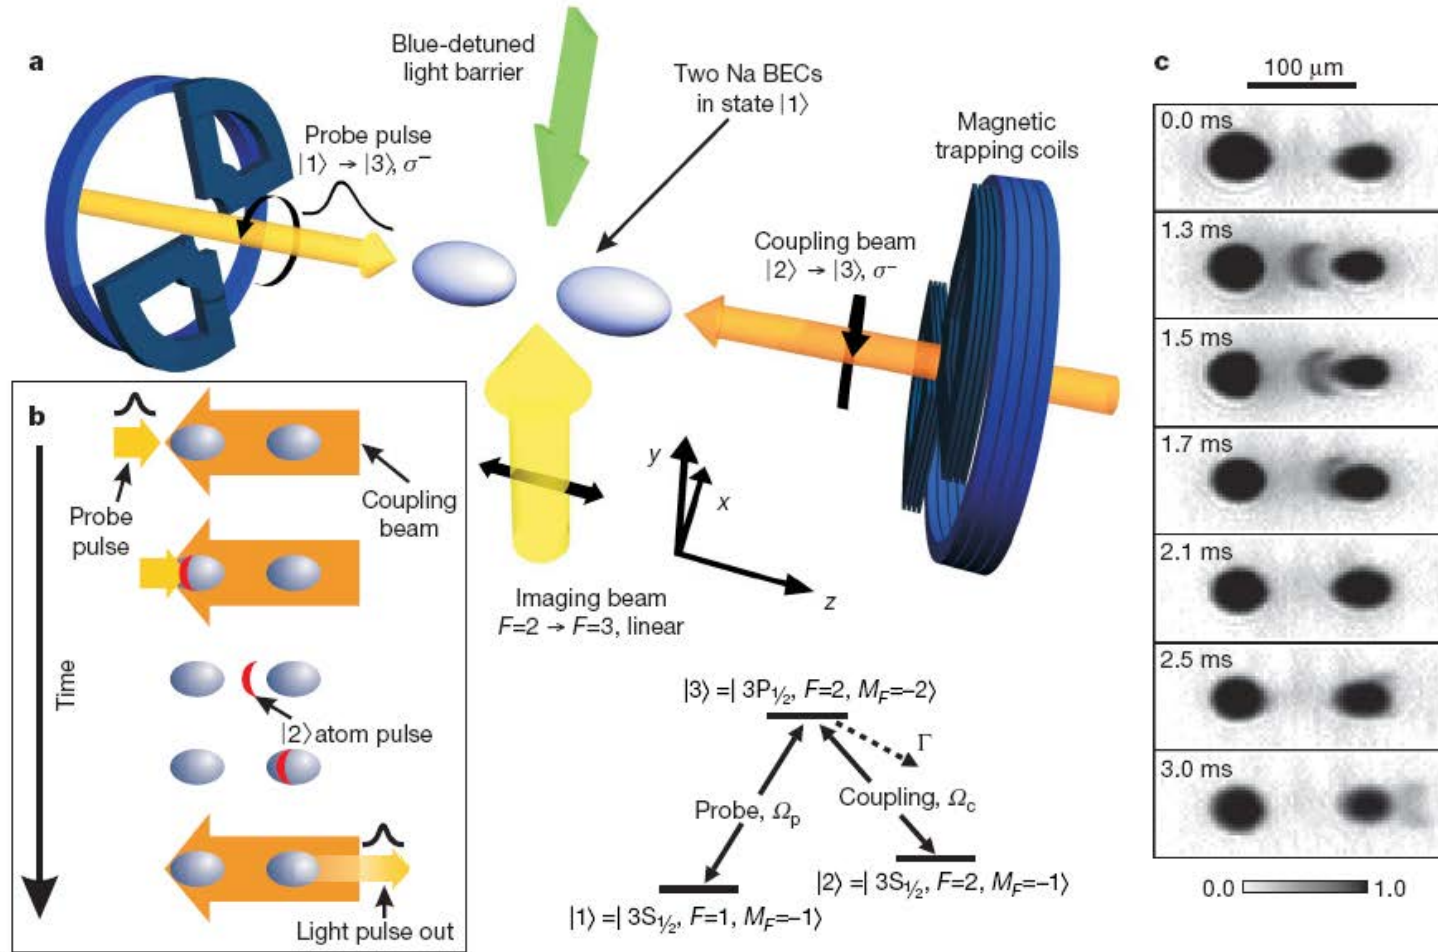 a
Blue-detuned
light barrier
Two Na BECs
in state |1⟩
Probe pulse
|1⟩ → |3⟩, σ⁻
Magnetic
trapping coils
Coupling beam
|2⟩ → |3⟩, σ⁻
y
x
z
Imaging beam
F=2 → F=3, linear
b
Probe
pulse
Coupling
beam
Time
|2⟩ atom pulse
Light pulse out
|3⟩ =| 3P₁/₂, F=2, M_F=−2⟩
Γ
Probe, Ωₚ
Coupling, Ω_c
|2⟩ =| 3S₁/₂, F=2, M_F=−1⟩
|1⟩ =| 3S₁/₂, F=1, M_F=−1⟩
c
100 µm
0.0 ms
1.3 ms
1.5 ms
1.7 ms
2.1 ms
2.5 ms
3.0 ms
0.0 1.0